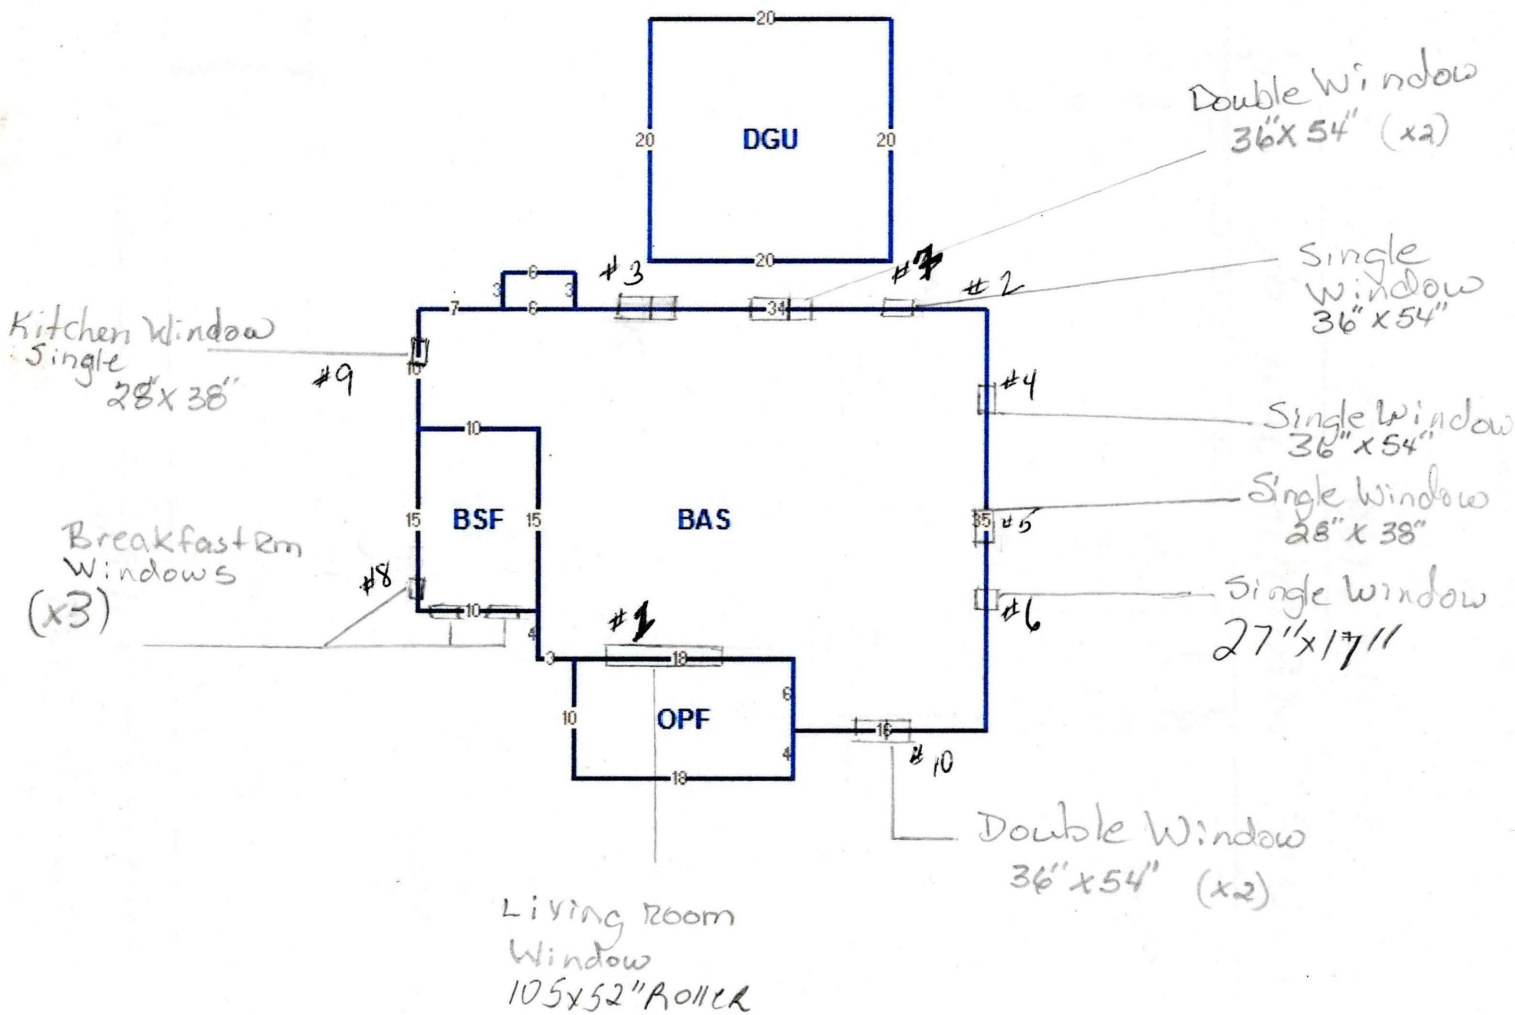 20
20
DGU
20
20
Double Window
36"X 54" (x2)
#3
#7
#2
Single
Window
36" X 54"
6
3
3
7
6
34
Kitchen Window
Single
28"X 38"
#9
10
#4
Single Window
36" X 54"
10
15
BSF
15
BAS
35
#5
Single Window
28" X 38"
Breakfast Rm
Windows
(x3)
#8
10
4
#1
#6
Single Window
27"x17"
3
18
6
10
OPF
4
18
16
#10
Double Window
36" X 54" (x2)
Living Room
Window
105x52" Roller